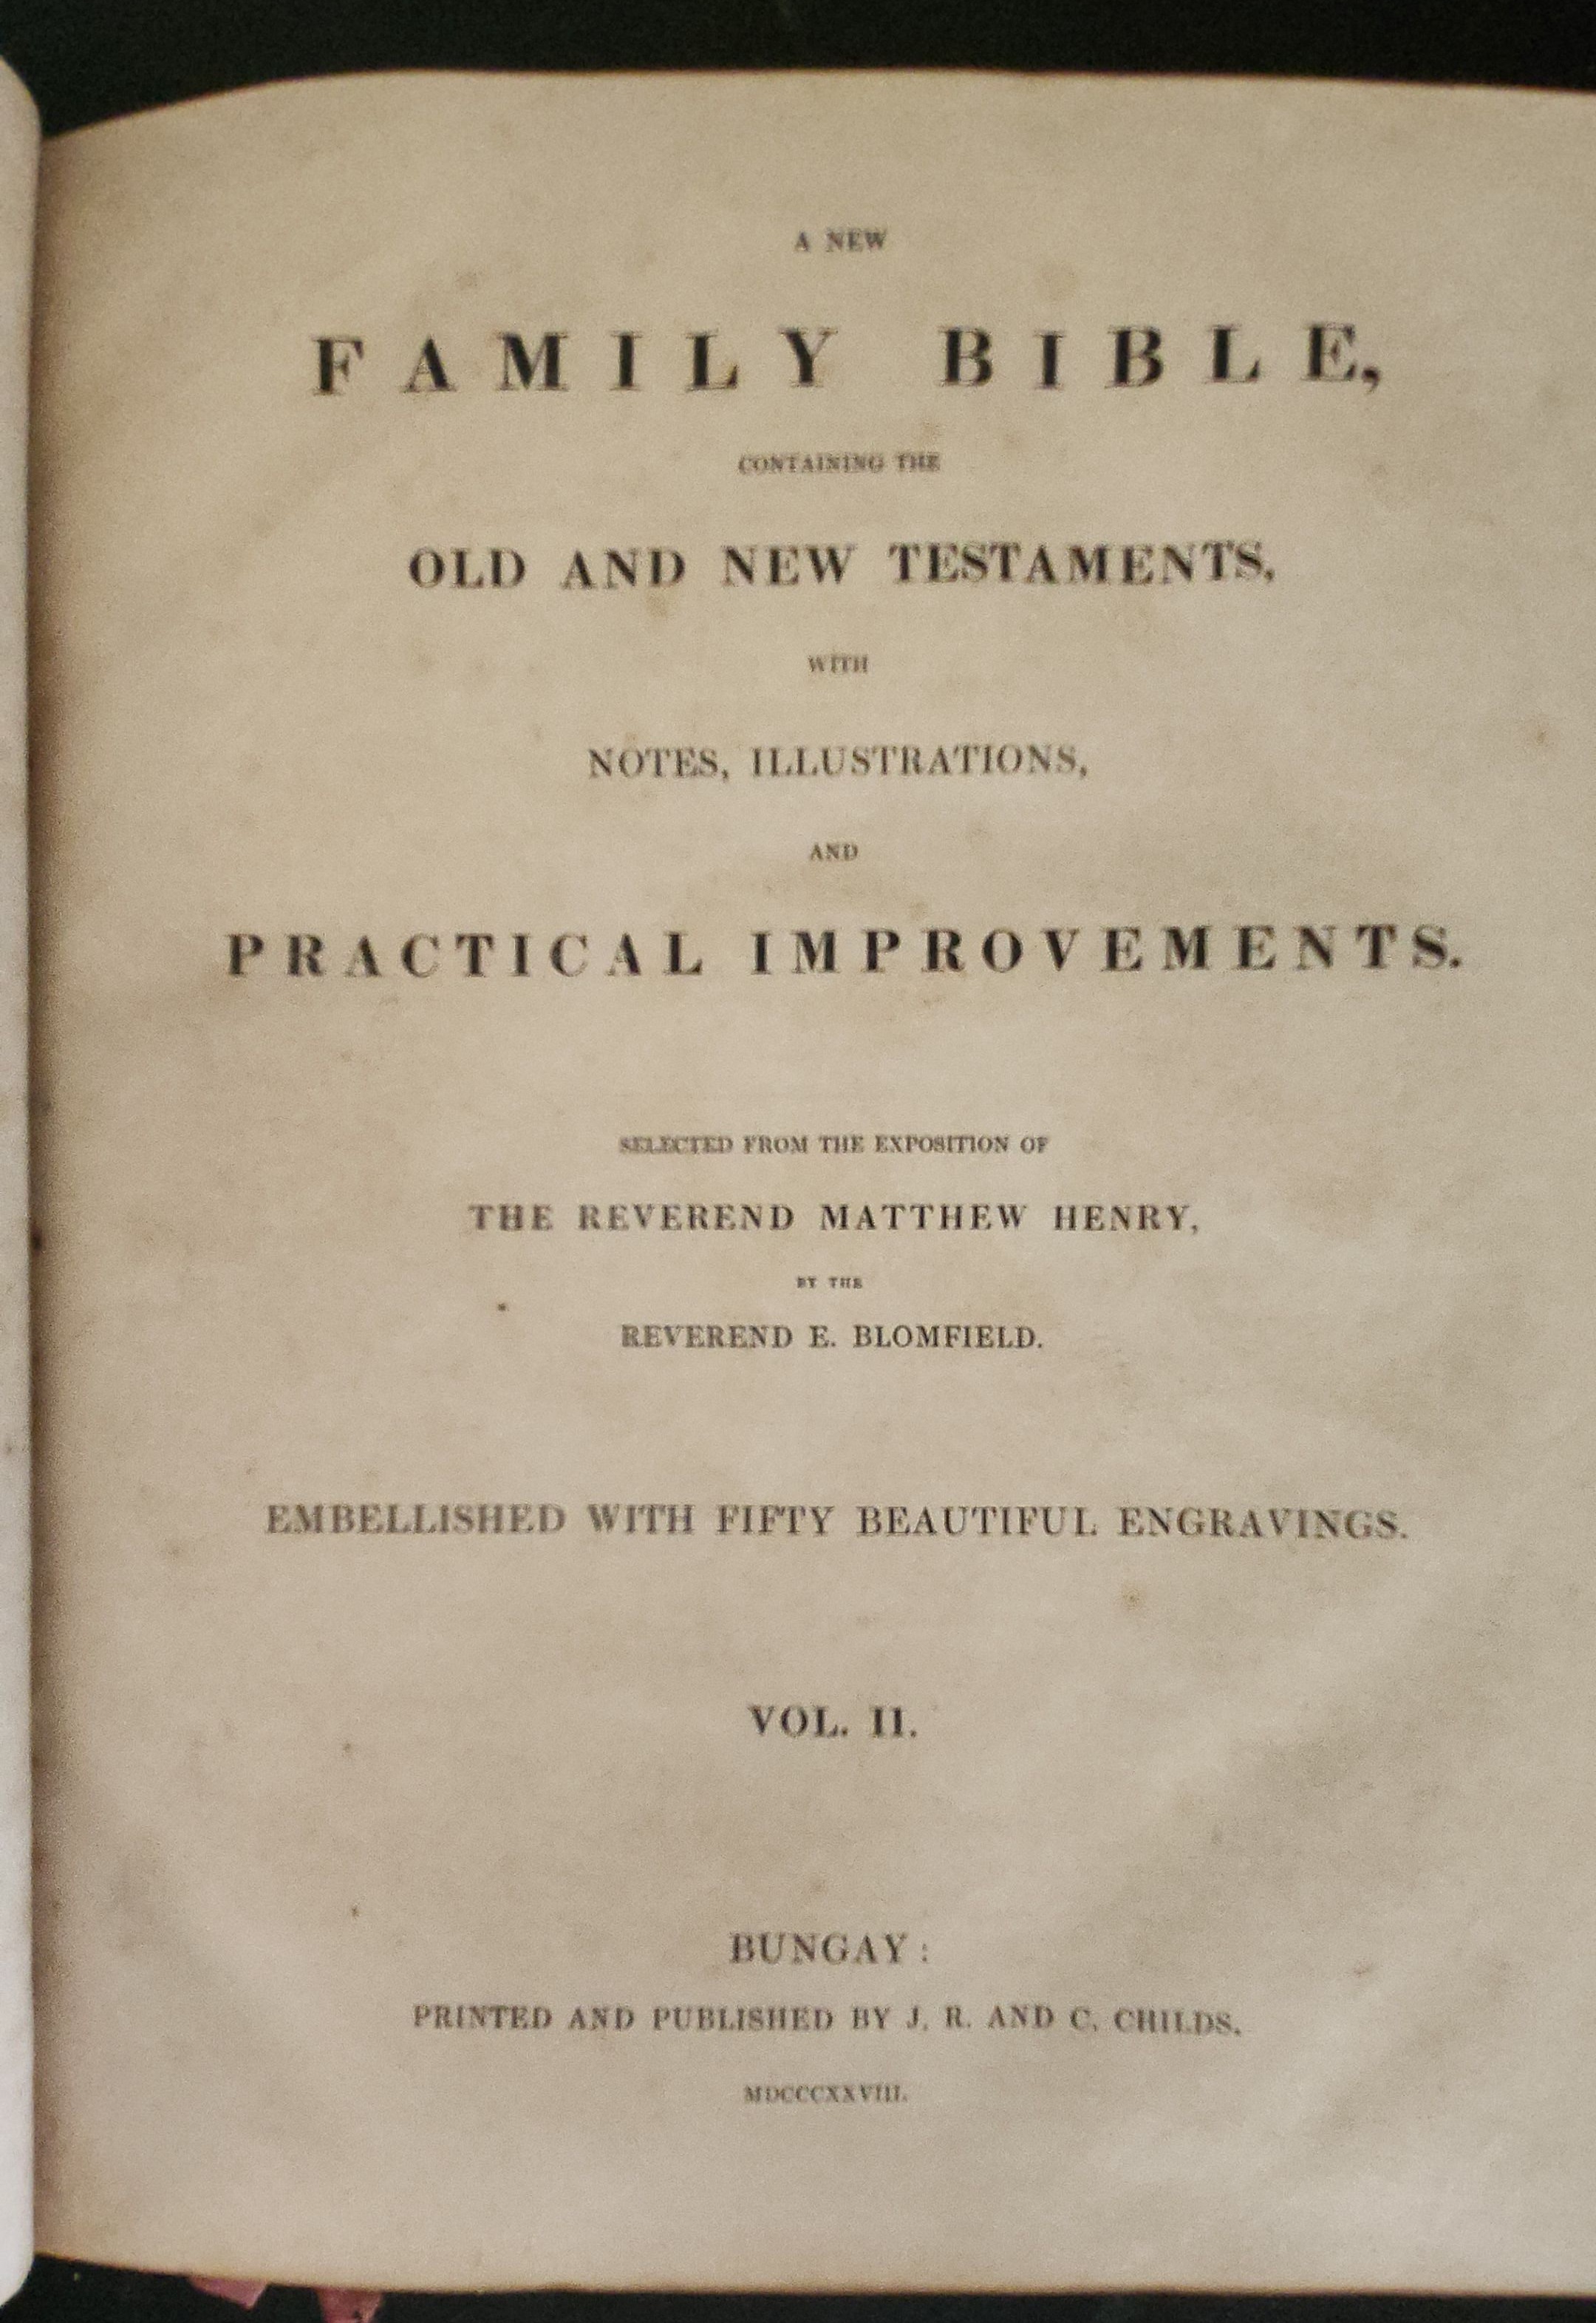 A NEW
FAMILY BIBLE,
CONTAINING THE
OLD AND NEW TESTAMENTS,
WITH
NOTES, ILLUSTRATIONS,
AND
PRACTICAL IMPROVEMENTS.
SELECTED FROM THE EXPOSITION OF
THE REVEREND MATTHEW HENRY,
BY THE
REVEREND E. BLOMFIELD.
EMBELLISHED WITH FIFTY BEAUTIFUL ENGRAVINGS.
VOL. II.
BUNGAY:
PRINTED AND PUBLISHED BY J. R. AND C. CHILDS.
MDCCCXXVIII.